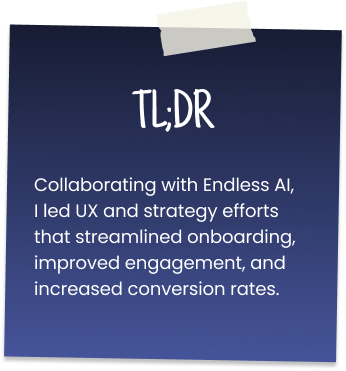 TL;DR
Collaborating with Endless AI,
I led UX and strategy efforts
that streamlined onboarding,
improved engagement, and
increased conversion rates.